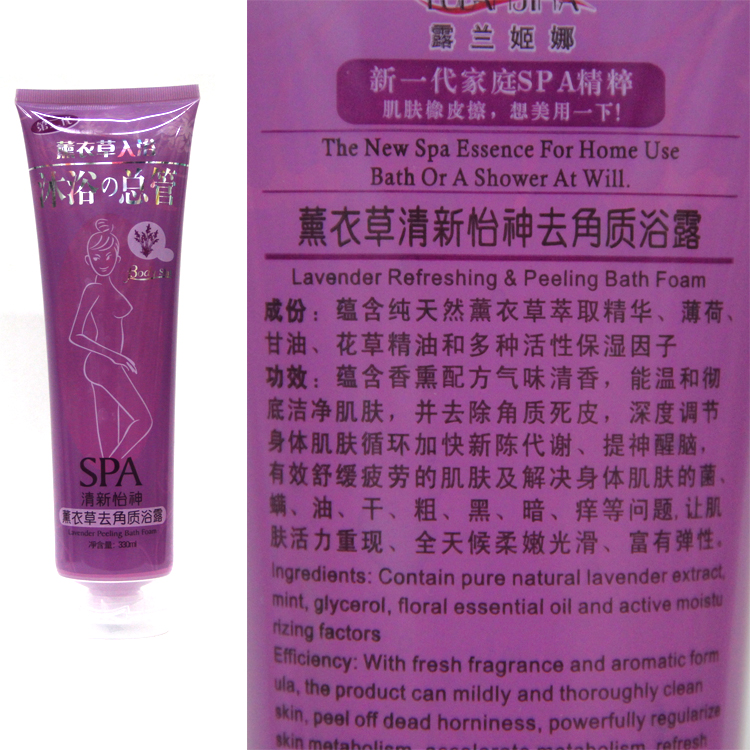 薰衣草入浴
沐浴の总管
SPA
清新怡神
薰衣草去角质浴露
Lavender Peeling Bath Foam
净含量: 300ml
露兰姬娜
新一代家庭SPA精粹
肌肤橡皮擦，想美用一下!
The New Spa Essence For Home Use
Bath Or A Shower At Will.
薰衣草清新怡神去角质浴露
Lavender Refreshing & Peeling Bath Foam
成份：蕴含纯天然薰衣草萃取精华、薄荷、
甘油、花草精油和多种活性保湿因子
功效：蕴含香熏配方气味清香，能温和彻
底洁净肌肤，并去除角质死皮，深度调节
身体肌肤循环加快新陈代谢、提神醒脑，
有效舒缓疲劳的肌肤及解决身体肌肤的菌、
螨、油、干、粗、黑、暗、痒等问题,让肌
肤活力重现、全天候柔嫩光滑、富有弹性。
Ingredients: Contain pure natural lavender extract,
mint, glycerol, floral essential oil and active moistu
rizing factors
Efficiency: With fresh fragrance and aromatic form
ula, the product can mildly and thoroughly clean
skin, peel off dead horniness, powerfully regularize
skin metabolism, accelerate metabolism, refresh